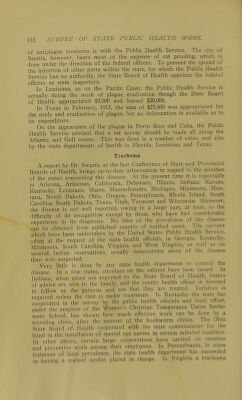 112 SURVEY OF STATE PUBLIC HEALTH WORK
of antiplague measures is with the Public Health Service. The city of
Seattle, however, bears most of the expense of rat proofing, which is
done under the direction of the federal officers. To prevent the spread of
the infection of other ports within the state, for which the Public Health
Service has no authority, the State Board of Health appoints the federal
officers as state inspectors.
In Louisiana, as on the Pacific Coast, the Public Health Service is
actually doing the work of plague eradication though the State Board
of Health appropriated $3,000 and loaned $30,000.
In Texas in February, 1915, the sum of $25,000 was appropriated for
the study and eradication of plague, but no information is available as to
its expenditure.
On the appearance of the plague in Porto Rico and Cuba, the Public
Health Service advised that a rat survey should be made all along the
Atlantic and Gulf coasts. This was done in a number of cities, and also
by the state departments of health in Florida, Louisiana and Texas.
Trachoma
A report by Dr. Swarts, at the last Conference of State and Provincial
Boards of Health, brings up-to-date information in regard to the activities
of the states concerning this disease. At the present time it is reportable
in Arizona, Arkansas, California, Delaware, Illinois, Indiana, Kansas,
Kentucky, Louisiana, Maine, Massachusetts, Michigan, Minnesota, Mon-
tana, North Dakota, Ohio, Oregon, Pennsylvania,
Carolina, South Dakota, Texas, Utah, Vermont and Wisconsin. However,
the disease is not well reported, owing in a large part, at least, to the
difficulty of its recognition except to those who have had considerable
experience in its diagnosis. No idea of the prevalence of the disease
can be obtained from published reports of notified cases. The surveys
which have been undertaken by the United States Public Health Service,
often at the request of the state health officials, in Georgia, Kentucky,
Minnesota, South Carolina, Virginia and West Virginia, as well as on
several Indian reservations, usually demonstrate more of the disease
than was suspected.
Very little is done by any state health department to control the
disease. In a few states, circulars on the subject have been issued. In
Indiana, when cases are reported to the State Board of Health, letters
of advice are sent to the family, and the county health officer is directed
to follow up the patients and see that they are treated. Isolation is
required unless the case is under treatment. In Kentucky the state has
cooperated in the survey by the public health officials and local effort,
under the auspices of the Women's Christian Temperance Union Settle-
ment School, has shown how much effective work can be done by a
traveling clinic, after the manner of the hookworm clinics. The Ohio
State Board of Health cooperated with the state commissioner for the
blind in the installation of special eye nurses in certain infected localities.
In other places, certain large corporations have carried on curative
and preventive work among their employees. In Pennsylvania, in some
instances of local prevalence, the state health department has succeeded
in having a trained oculist placed in charge. In Virginia a trachoma